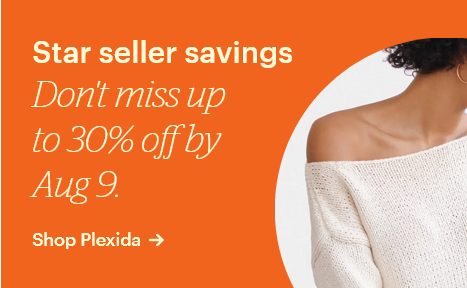 Star seller savings
Don't miss up
to 30% off by
Aug 9.
Shop Plexida →